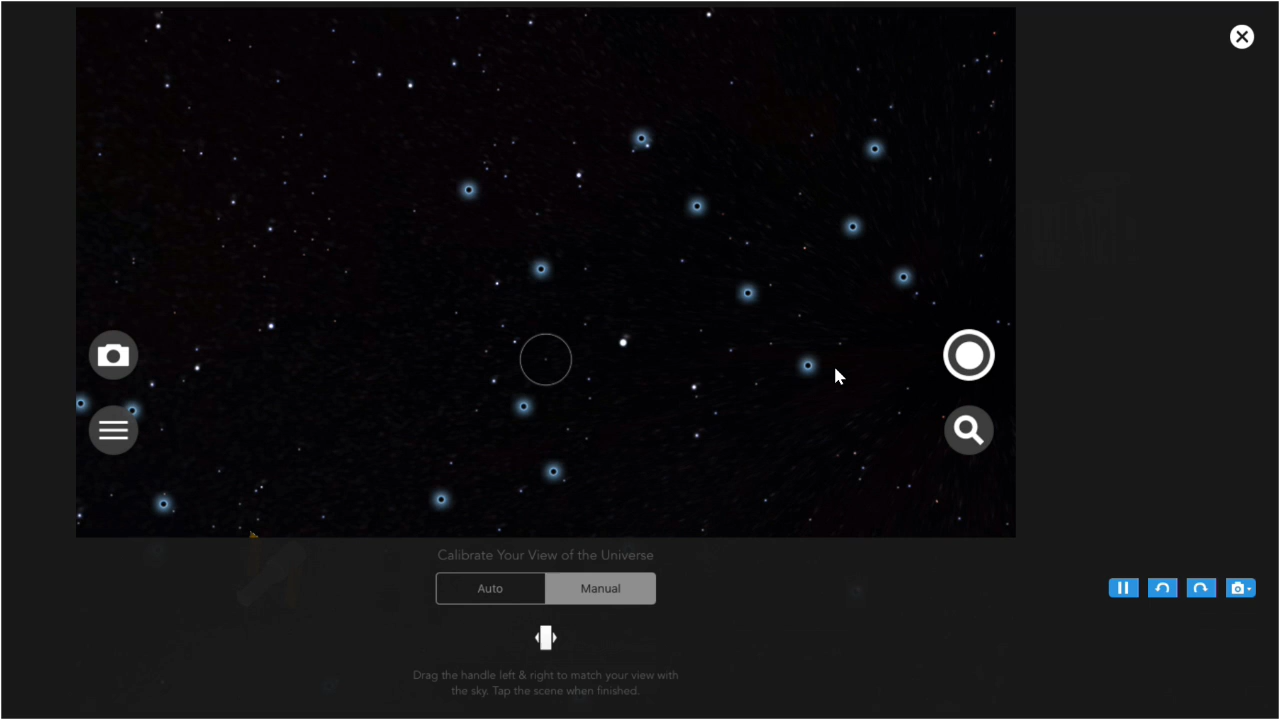 Calibrate Your View of the Universe
Auto
Manual
Drag the handle left & right to match your view with
the sky. Tap the scene when finished.